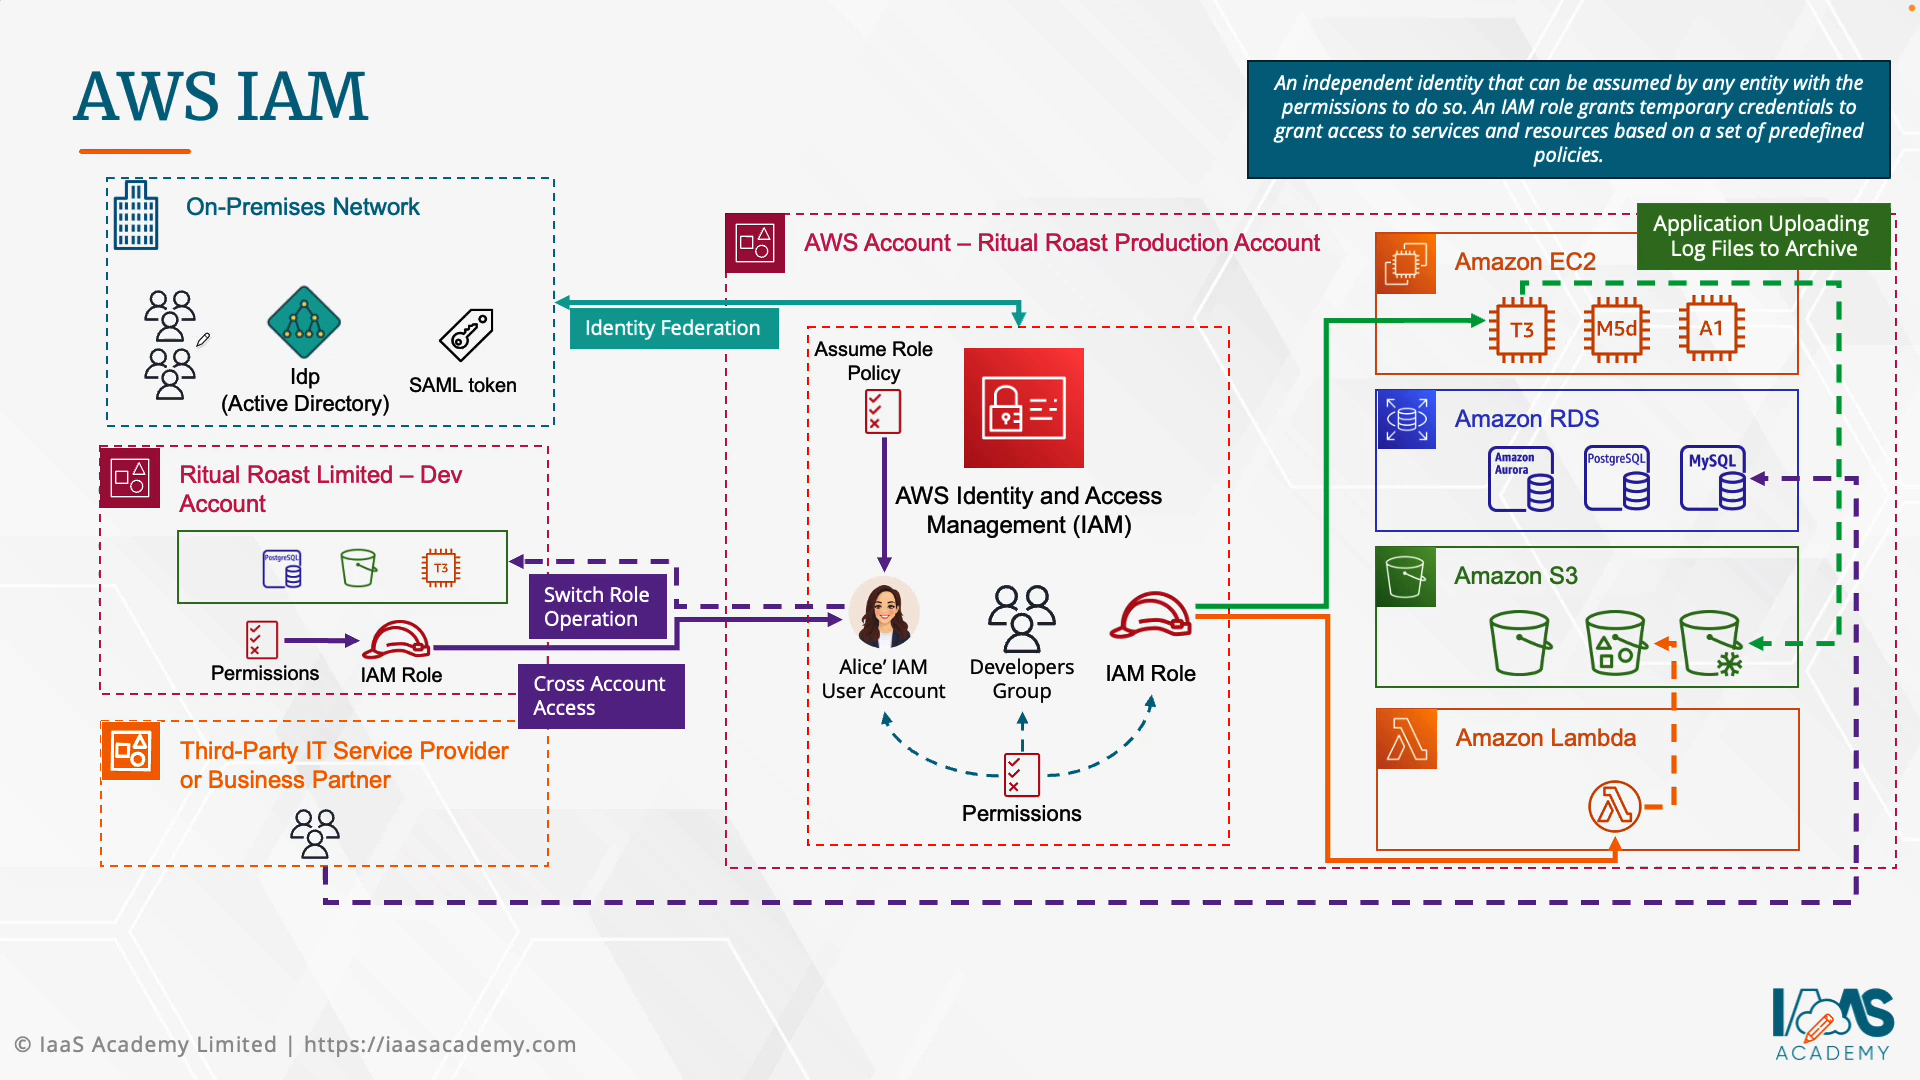 AWS IAM
An independent identity that can be assumed by any entity with the
permissions to do so. An IAM role grants temporary credentials to
grant access to services and resources based on a set of predefined
policies.
On-Premises Network
Idp
(Active Directory)
SAML token
Identity Federation
Ritual Roast Limited – Dev
Account
PostgreSQL
T3
Permissions
IAM Role
Switch Role
Operation
Cross Account
Access
Third-Party IT Service Provider
or Business Partner
AWS Account – Ritual Roast Production Account
Assume Role
Policy
AWS Identity and Access
Management (IAM)
Alice’ IAM
User Account
Developers
Group
IAM Role
Permissions
Application Uploading
Log Files to Archive
Amazon EC2
T3
M5d
A1
Amazon RDS
Amazon
Aurora
PostgreSQL
MySQL
Amazon S3
Amazon Lambda
© IaaS Academy Limited | https://iaasacademy.com
IAAS
ACADEMY